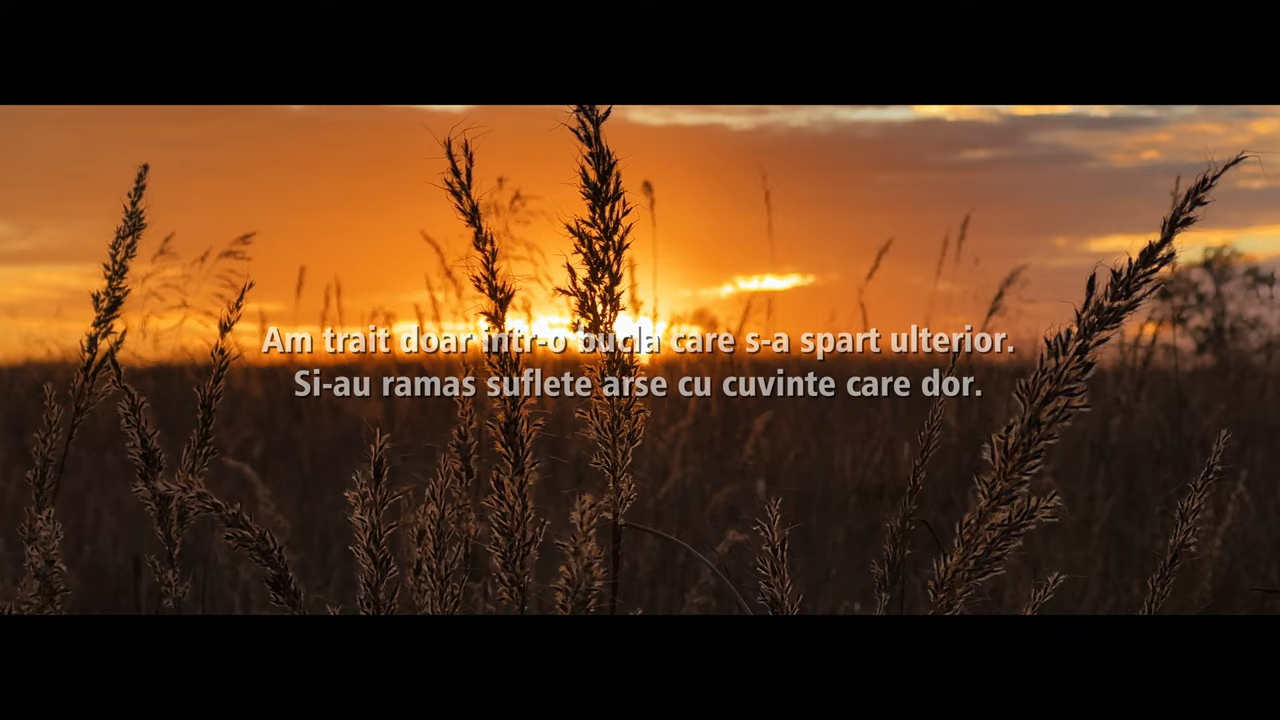 Am trait doar intr-o bucla care s-a spart ulterior.
Si-au ramas suflete arse cu cuvinte care dor.